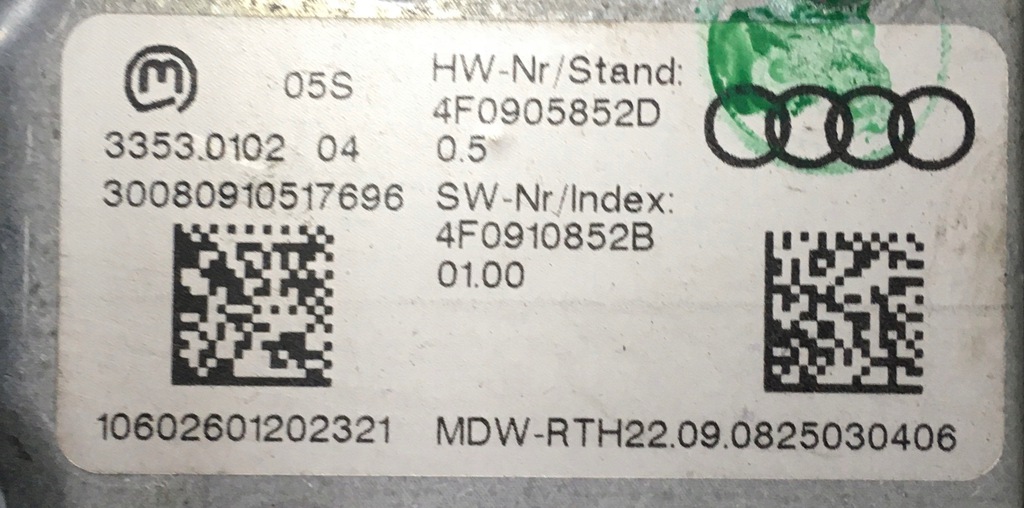 m 05S
3353.0102 04
30080910517696
HW-Nr/Stand:
4F0905852D
0.5
SW-Nr/Index:
4F0910852B
01.00
10602601202321
MDW-RTH22.09.0825030406